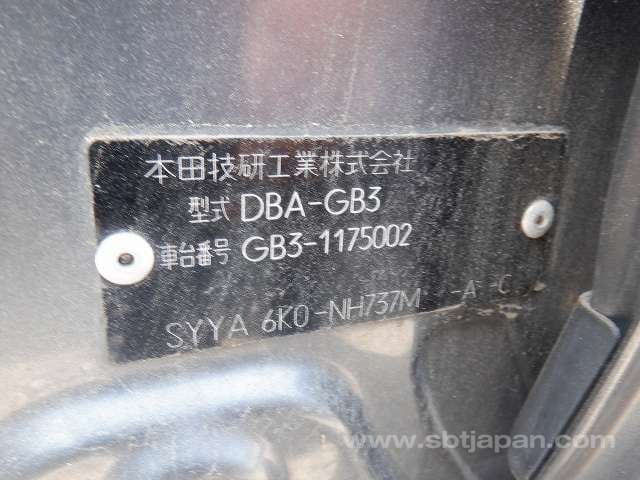 本田技研工業株式会社
型式 DBA-GB3
車台番号 GB3-1175002
SYYA 6K0-NH737M -A -C
www.sbtjapan.com